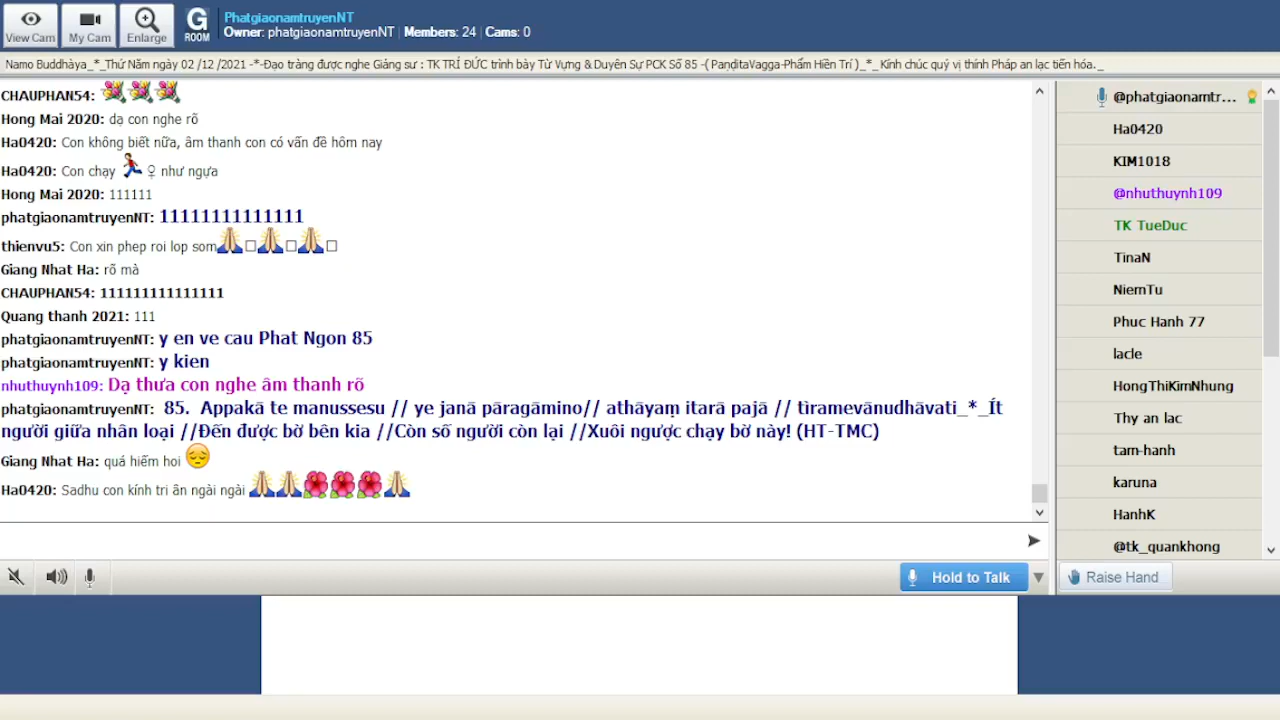 View Cam
My Cam
Enlarge
G
ROOM
PhatgiaonamtruyenNT
Owner: phatgiaonamtruyenNT | Members: 24 | Cams: 0
Namo Buddhàya_*_Thứ Năm ngày 02 /12 /2021 -*-Đạo tràng được nghe Giảng sư : TK TRÍ ĐỨC trình bày Từ Vựng & Duyên Sự PCK Số 85 -( PaṇḍitaVagga-Phẩm Hiền Trí )_*_ Kính chúc quý vị thính Pháp an lạc tiến hóa._
CHAUPHAN54:
Hong Mai 2020: dạ con nghe rõ
Ha0420: Con không biết nữa, âm thanh con có vấn đề hôm nay
Ha0420: Con chạy 🏃♀ như ngựa
Hong Mai 2020: 111111
phatgiaonamtruyenNT: 11111111111111
thienvu5: Con xin phep roi lop som🙏□🙏□🙏□
Giang Nhat Ha: rõ mà
CHAUPHAN54: 111111111111111
Quang thanh 2021: 111
phatgiaonamtruyenNT: y en ve cau Phat Ngon 85
phatgiaonamtruyenNT: y kien
nhuthuynh109: Dạ thưa con nghe âm thanh rõ
phatgiaonamtruyenNT: 85. Appakā te manussesu // ye janā pāragāmino// athāyaṃ itarā pajā // tìramevānudhāvati_*_Ít
người giữa nhân loại //Đến được bờ bên kia //Còn số người còn lại //Xuôi ngược chạy bờ này! (HT-TMC)
Giang Nhat Ha: quá hiếm hoi 😔
Ha0420: Sadhu con kính tri ân ngài ngài 🙏🙏🌺🌺🌺🙏
Hold to Talk
@phatgiaonamtr...
Ha0420
KIM1018
@nhuthuynh109
TK TueDuc
TinaN
NiemTu
Phuc Hanh 77
lacle
HongThiKimNhung
Thy an lac
tam-hanh
karuna
HanhK
@tk_quankhong
Raise Hand